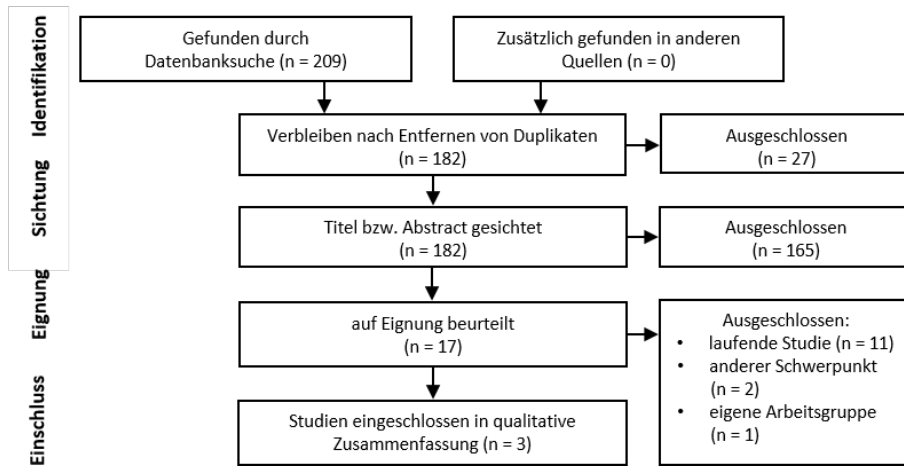 Identifikation
Sichtung
Eignung
Einschluss
Gefunden durch
Datenbanksuche (n = 209)
Zusätzlich gefunden in anderen
Quellen (n = 0)
Verbleiben nach Entfernen von Duplikaten
(n = 182)
Ausgeschlossen
(n = 27)
Titel bzw. Abstract gesichtet
(n = 182)
Ausgeschlossen
(n = 165)
auf Eignung beurteilt
(n = 17)
Ausgeschlossen:
• laufende Studie (n = 11)
• anderer Schwerpunkt
(n = 2)
• eigene Arbeitsgruppe
(n = 1)
Studien eingeschlossen in qualitative
Zusammenfassung (n = 3)